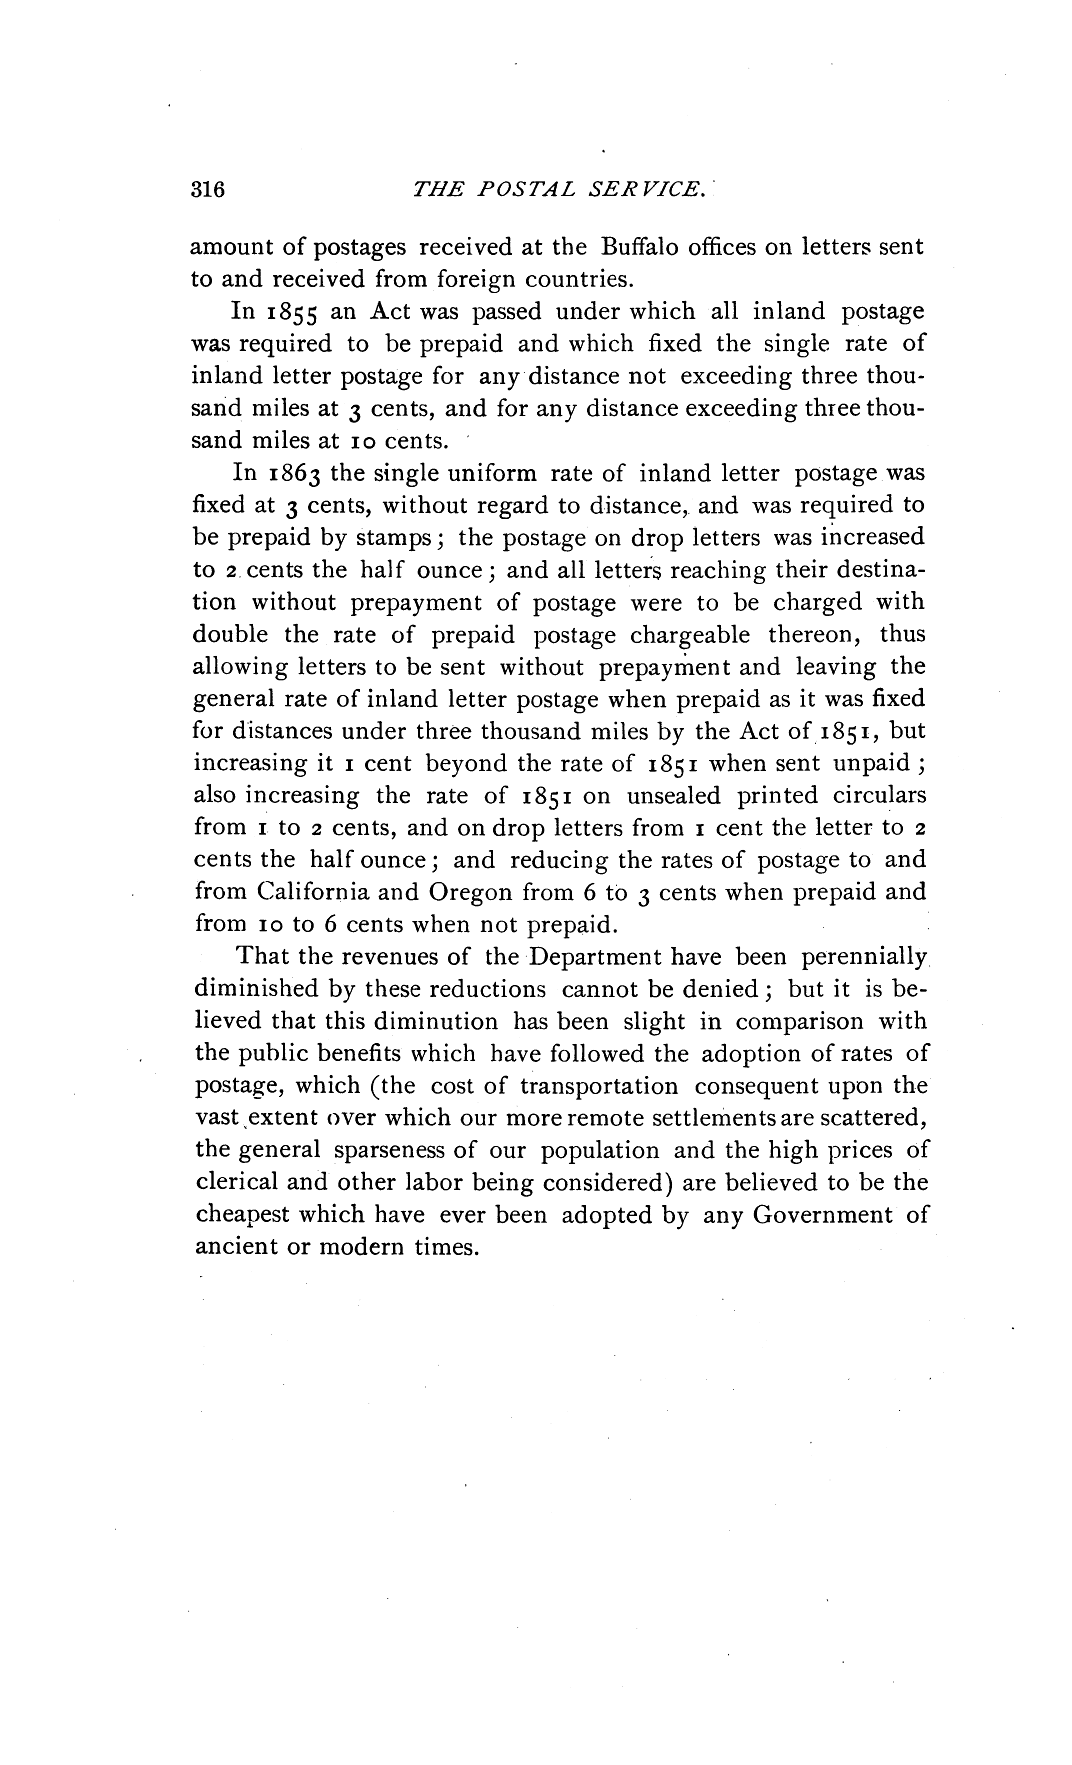 316 THE POSTAL SERVICE.
amount of postages received at the Buffalo offices on letters sent
to and received from foreign countries.
In 1855 an Act was passed under which all inland postage
was required to be prepaid and which fixed the single rate of
inland letter postage for any distance not exceeding three thou-
sand miles at 3 cents, and for any distance exceeding three thou-
sand miles at 10 cents.
In 1863 the single uniform rate of inland letter postage was
fixed at 3 cents, without regard to distance, and was required to
be prepaid by stamps; the postage on drop letters was increased
to 2 cents the half ounce; and all letters reaching their destina-
tion without prepayment of postage were to be charged with
double the rate of prepaid postage chargeable thereon, thus
allowing letters to be sent without prepayment and leaving the
general rate of inland letter postage when prepaid as it was fixed
for distances under three thousand miles by the Act of 1851, but
increasing it 1 cent beyond the rate of 1851 when sent unpaid;
also increasing the rate of 1851 on unsealed printed circulars
from 1 to 2 cents, and on drop letters from 1 cent the letter to 2
cents the half ounce; and reducing the rates of postage to and
from California and Oregon from 6 to 3 cents when prepaid and
from 10 to 6 cents when not prepaid.
That the revenues of the Department have been perennially
diminished by these reductions cannot be denied; but it is be-
lieved that this diminution has been slight in comparison with
the public benefits which have followed the adoption of rates of
postage, which (the cost of transportation consequent upon the
vast extent over which our more remote settlements are scattered,
the general sparseness of our population and the high prices of
clerical and other labor being considered) are believed to be the
cheapest which have ever been adopted by any Government of
ancient or modern times.